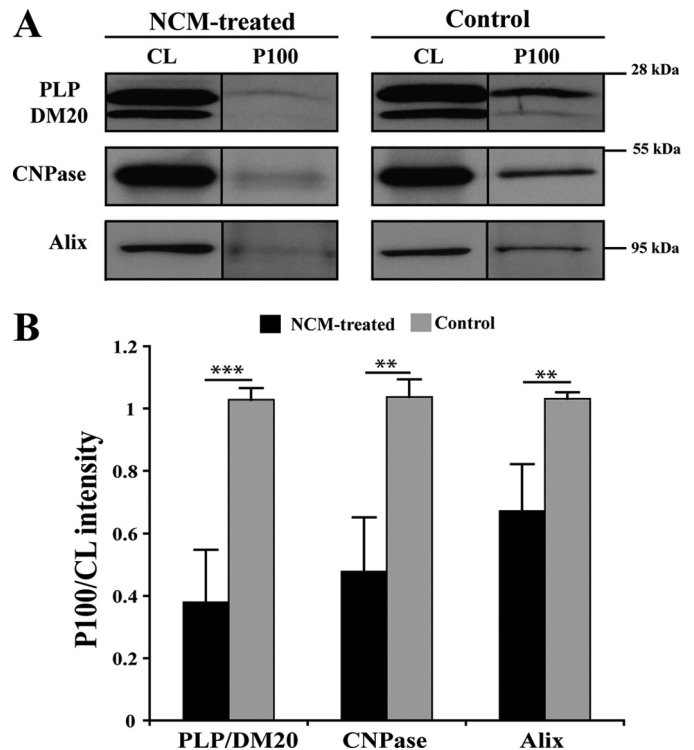 A
NCM-treated Control
CL P100 CL P100
PLP
DM20
28 kDa
CNPase
55 kDa
Alix
95 kDa
B
NCM-treated Control
P100/CL intensity
1.2
1
0.8
0.6
0.4
0.2
0
*** ** **
PLP/DM20 CNPase Alix